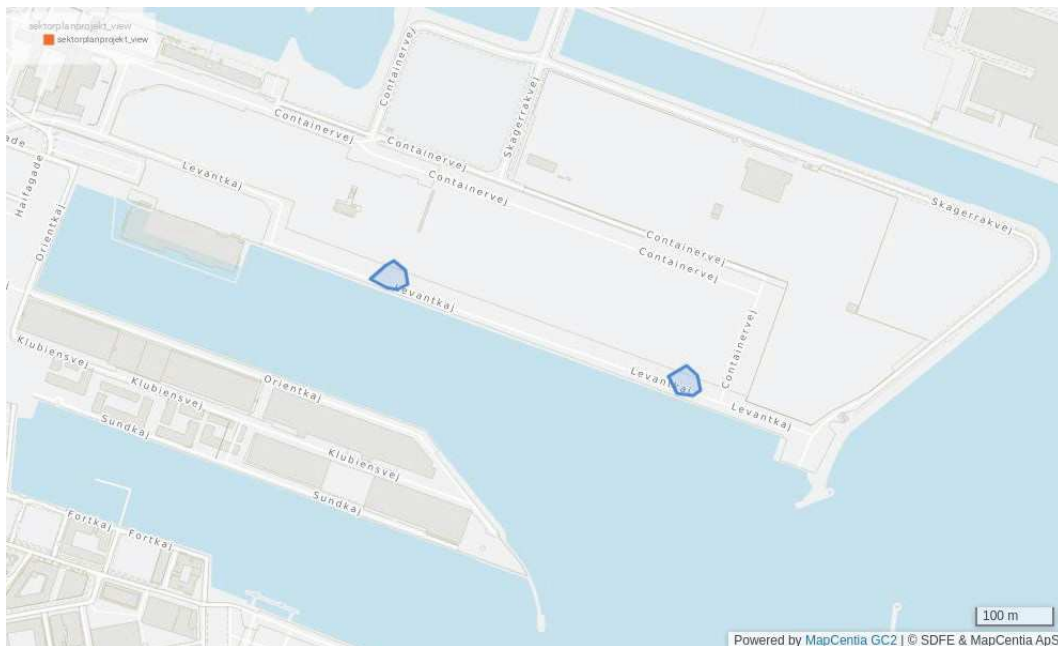 sektorplanprojekt_view
sektorplanprojekt_view
Containervej
Containervej
Containervej
Skagerrakvej
Containervej
Levantkaj
Haifagade
Orientkaj
Skagerrakvej
Containervej
Containervej
Levantkaj
Containervej
Levantkaj
Levantkaj
Klubiensvej
Klubiensvej
Orientkaj
Sundkaj
Klubiensvej
Sundkaj
Fortkaj
Fortkaj
100 m
Powered by MapCentia GC2 | © SDFE & MapCentia ApS